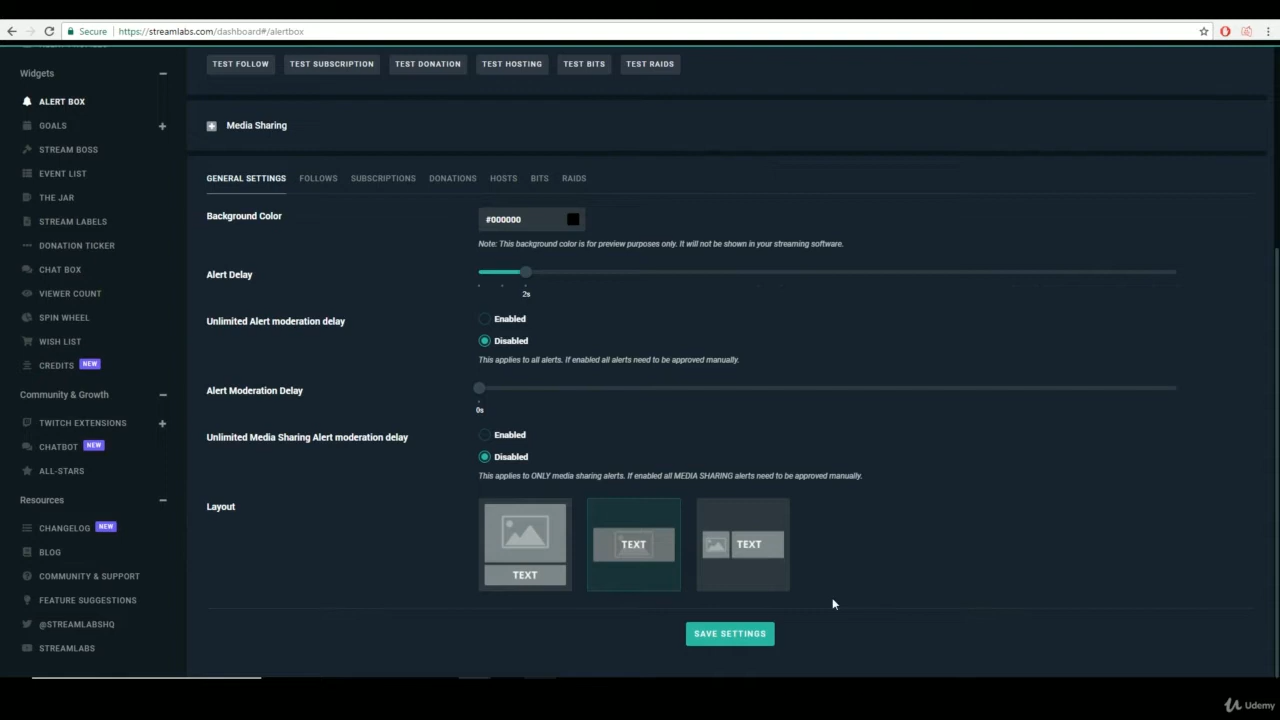 Secure
https://streamlabs.com/dashboard#/alertbox
Widgets
ALERT BOX
GOALS
STREAM BOSS
EVENT LIST
THE JAR
STREAM LABELS
DONATION TICKER
CHAT BOX
VIEWER COUNT
SPIN WHEEL
WISH LIST
CREDITS NEW
Community & Growth
TWITCH EXTENSIONS
CHATBOT NEW
ALL-STARS
Resources
CHANGELOG NEW
BLOG
COMMUNITY & SUPPORT
FEATURE SUGGESTIONS
@STREAMLABSHQ
STREAMLABS
TEST FOLLOW TEST SUBSCRIPTION TEST DONATION TEST HOSTING TEST BITS TEST RAIDS
Media Sharing
GENERAL SETTINGS FOLLOWS SUBSCRIPTIONS DONATIONS HOSTS BITS RAIDS
Background Color
#000000
Note: This background color is for preview purposes only. It will not be shown in your streaming software.
Alert Delay
2s
Unlimited Alert moderation delay
Enabled
Disabled
This applies to all alerts. If enabled all alerts need to be approved manually.
Alert Moderation Delay
0s
Unlimited Media Sharing Alert moderation delay
Enabled
Disabled
This applies to ONLY media sharing alerts. If enabled all MEDIA SHARING alerts need to be approved manually.
Layout
TEXT
TEXT
TEXT
SAVE SETTINGS
Udemy